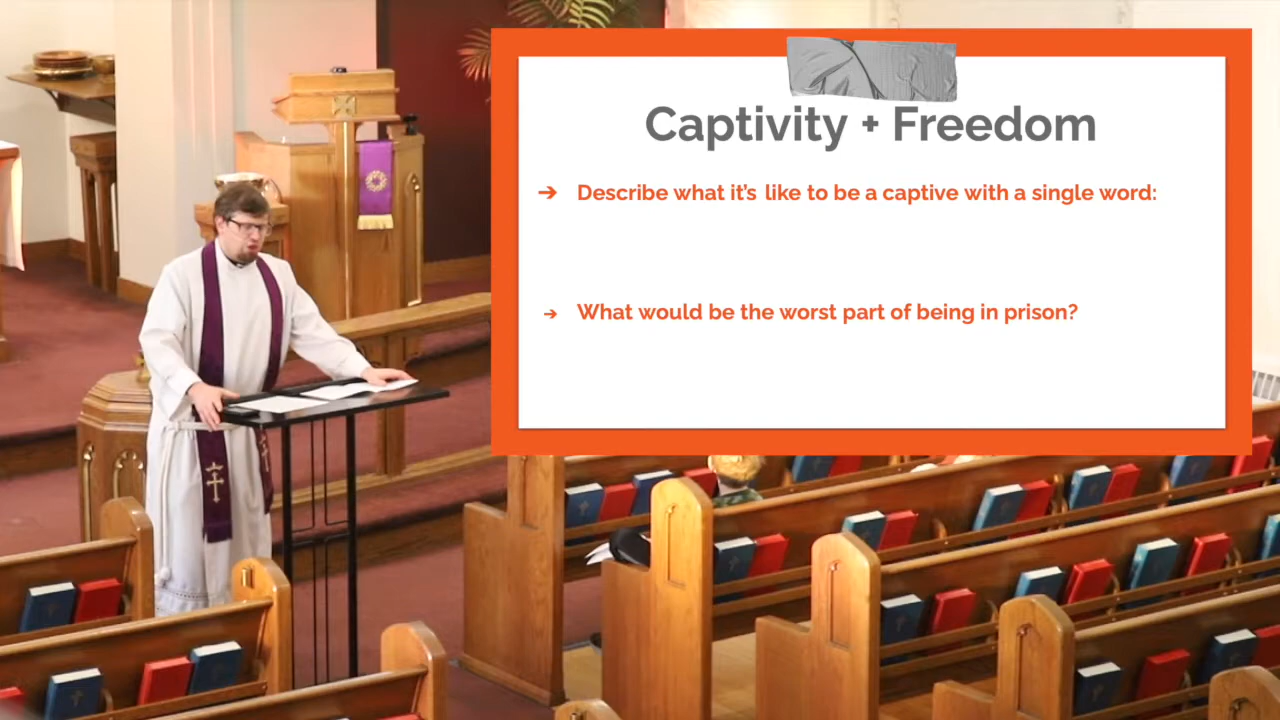 Captivity + Freedom
➔ Describe what it's like to be a captive with a single word:
➔ What would be the worst part of being in prison?